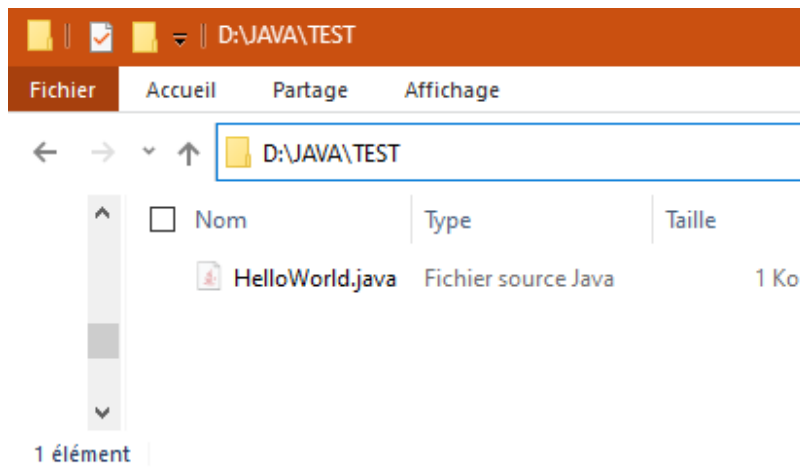 D:\JAVA\TEST
Fichier Accueil Partage Affichage
D:\JAVA\TEST
Nom Type Taille
HelloWorld.java Fichier source Java 1 Ko
1 élément